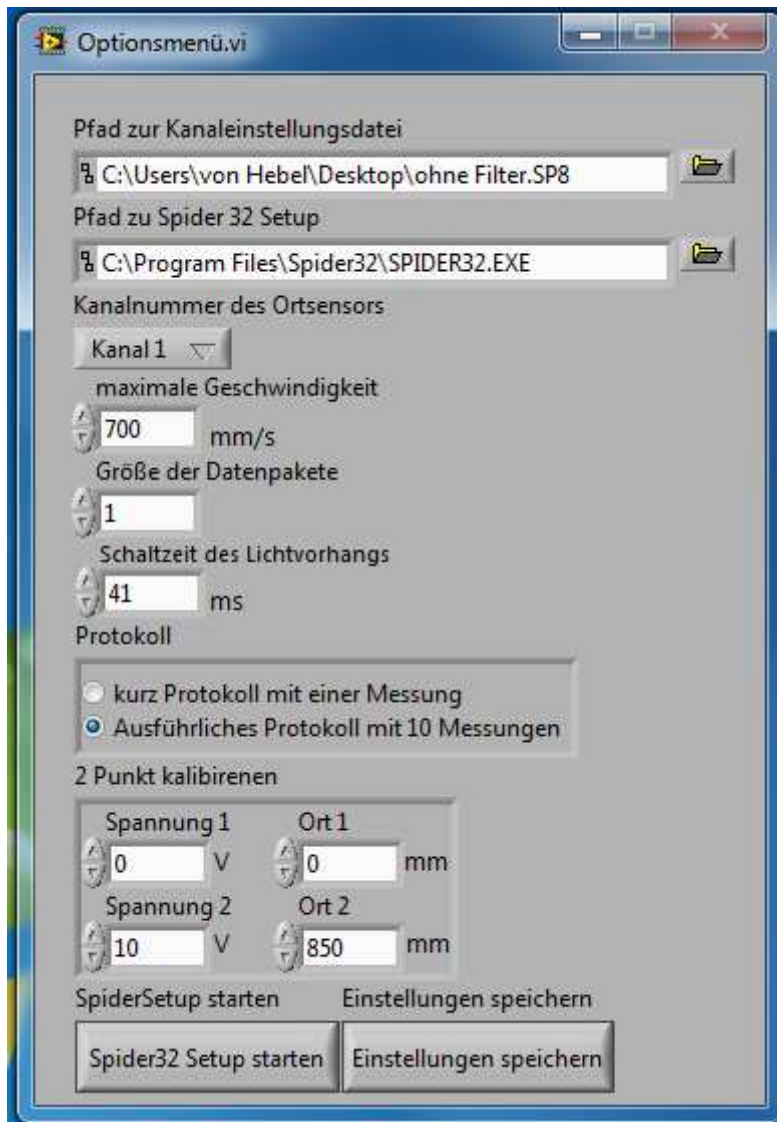 Optionsmenü.vi
Pfad zur Kanaleinstellungsdatei
C:\Users\von Hebel\Desktop\ohne Filter.SP8
Pfad zu Spider 32 Setup
C:\Program Files\Spider32\SPIDER32.EXE
Kanalnummer des Ortsensors
Kanal 1
maximale Geschwindigkeit
700 mm/s
Größe der Datenpakete
1
Schaltzeit des Lichtvorhangs
41 ms
Protokoll
kurz Protokoll mit einer Messung
Ausführliches Protokoll mit 10 Messungen
2 Punkt kalibirenen
Spannung 1 Ort 1
0 V 0 mm
Spannung 2 Ort 2
10 V 850 mm
SpiderSetup starten Einstellungen speichern
Spider32 Setup starten Einstellungen speichern